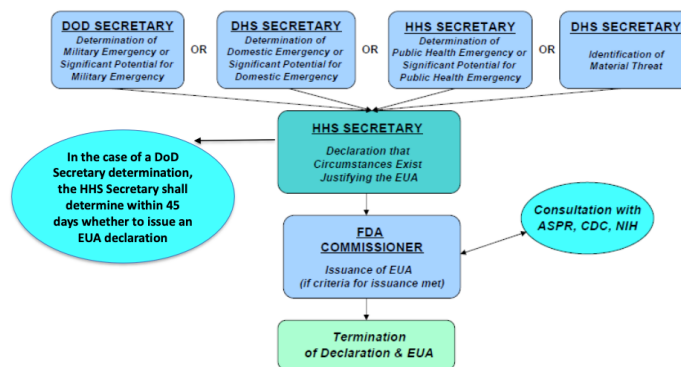 DOD SECRETARY
Determination of
Military Emergency or
Significant Potential for
Military Emergency
OR
DHS SECRETARY
Determination of
Domestic Emergency or
Significant Potential for
Domestic Emergency
OR
HHS SECRETARY
Determination of
Public Health Emergency or
Significant Potential for
Public Health Emergency
OR
DHS SECRETARY
Identification of
Material Threat
HHS SECRETARY
Declaration that
Circumstances Exist
Justifying the EUA
In the case of a DoD
Secretary determination,
the HHS Secretary shall
determine within 45
days whether to issue an
EUA declaration
FDA
COMMISSIONER
Issuance of EUA
(if criteria for issuance met)
Consultation with
ASPR, CDC, NIH
Termination
of Declaration & EUA